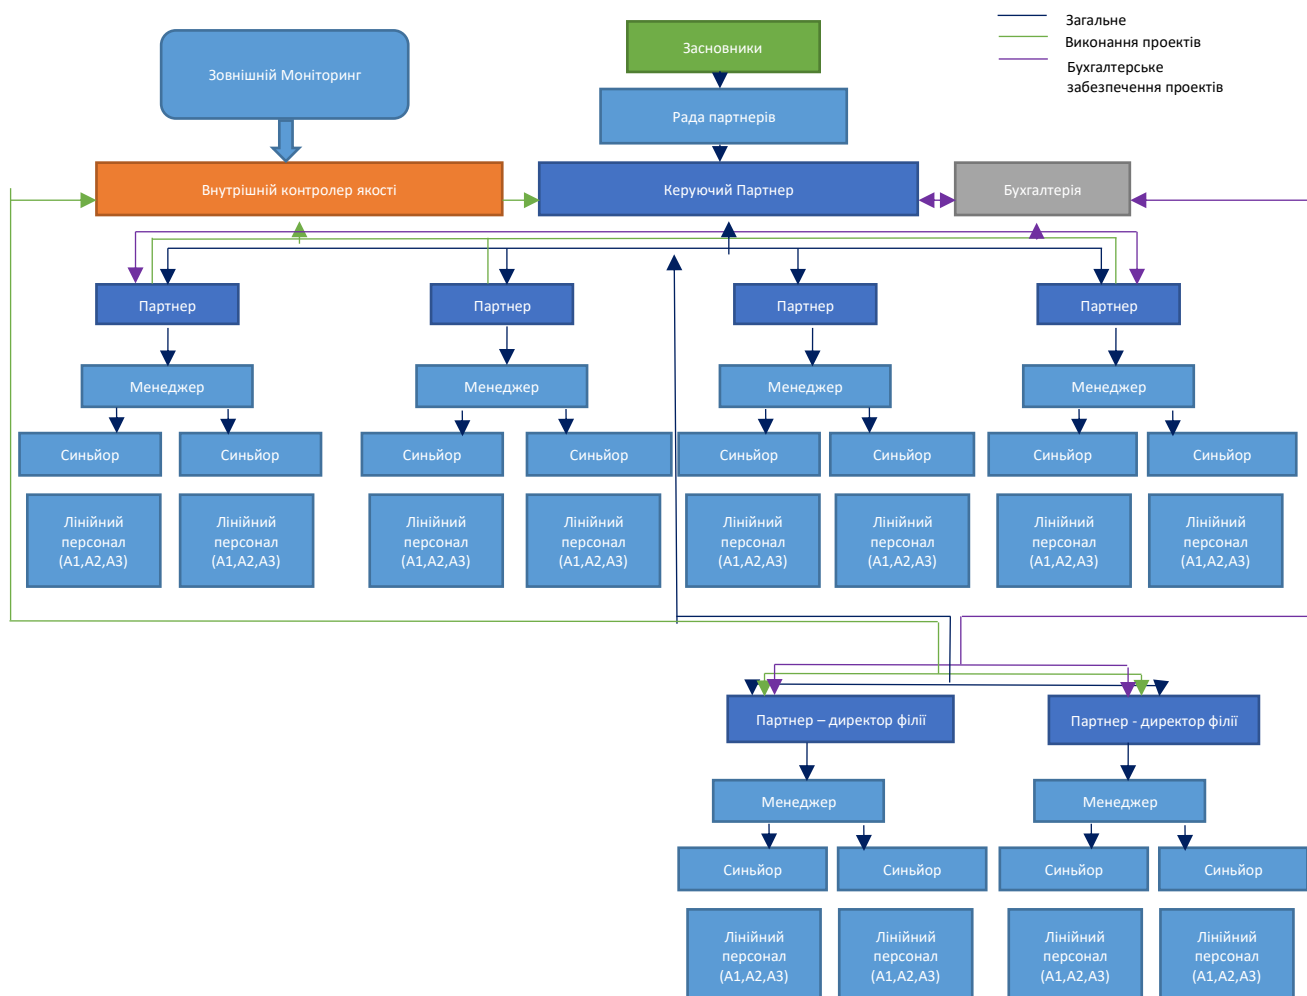 Загальне
Виконання проектів
Бухгалтерське
забезпечення проектів
Засновники
Зовнішній Моніторинг
Рада партнерів
Внутрішній контролер якості
Керуючий Партнер
Бухгалтерія
Партнер
Партнер
Партнер
Партнер
Менеджер
Менеджер
Менеджер
Менеджер
Синьйор
Синьйор
Синьйор
Синьйор
Синьйор
Синьйор
Синьйор
Синьйор
Лінійний
персонал
(А1,А2,А3)
Лінійний
персонал
(А1,А2,А3)
Лінійний
персонал
(А1,А2,А3)
Лінійний
персонал
(А1,А2,А3)
Лінійний
персонал
(А1,А2,А3)
Лінійний
персонал
(А1,А2,А3)
Лінійний
персонал
(А1,А2,А3)
Лінійний
персонал
(А1,А2,А3)
Партнер – директор філії
Партнер - директор філії
Менеджер
Менеджер
Синьйор
Синьйор
Синьйор
Синьйор
Лінійний
персонал
(А1,А2,А3)
Лінійний
персонал
(А1,А2,А3)
Лінійний
персонал
(А1,А2,А3)
Лінійний
персонал
(А1,А2,А3)